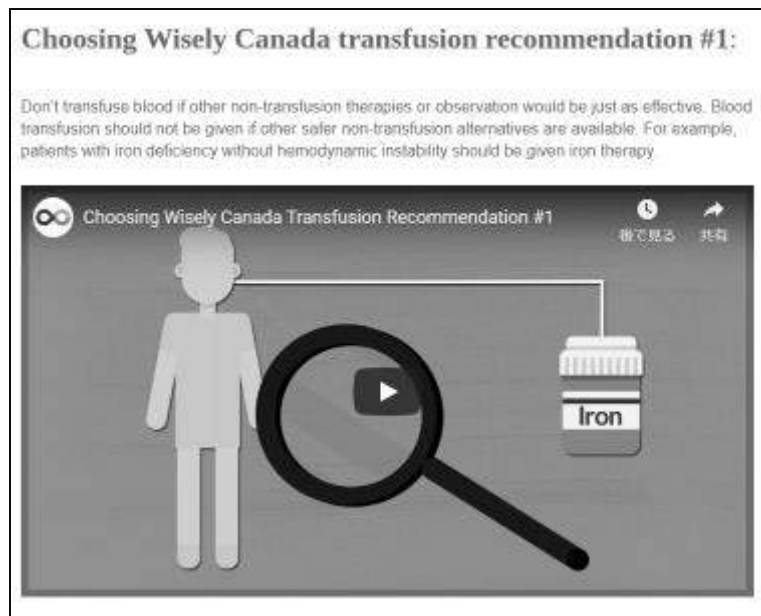 Choosing Wisely Canada transfusion recommendation #1:
Don't transfuse blood if other non-transfusion therapies or observation would be just as effective. Blood
transfusion should not be given if other safer non-transfusion alternatives are available. For example,
patients with iron deficiency without hemodynamic instability should be given iron therapy.
Choosing Wisely Canada Transfusion Recommendation #1
後で見る
共有
Iron